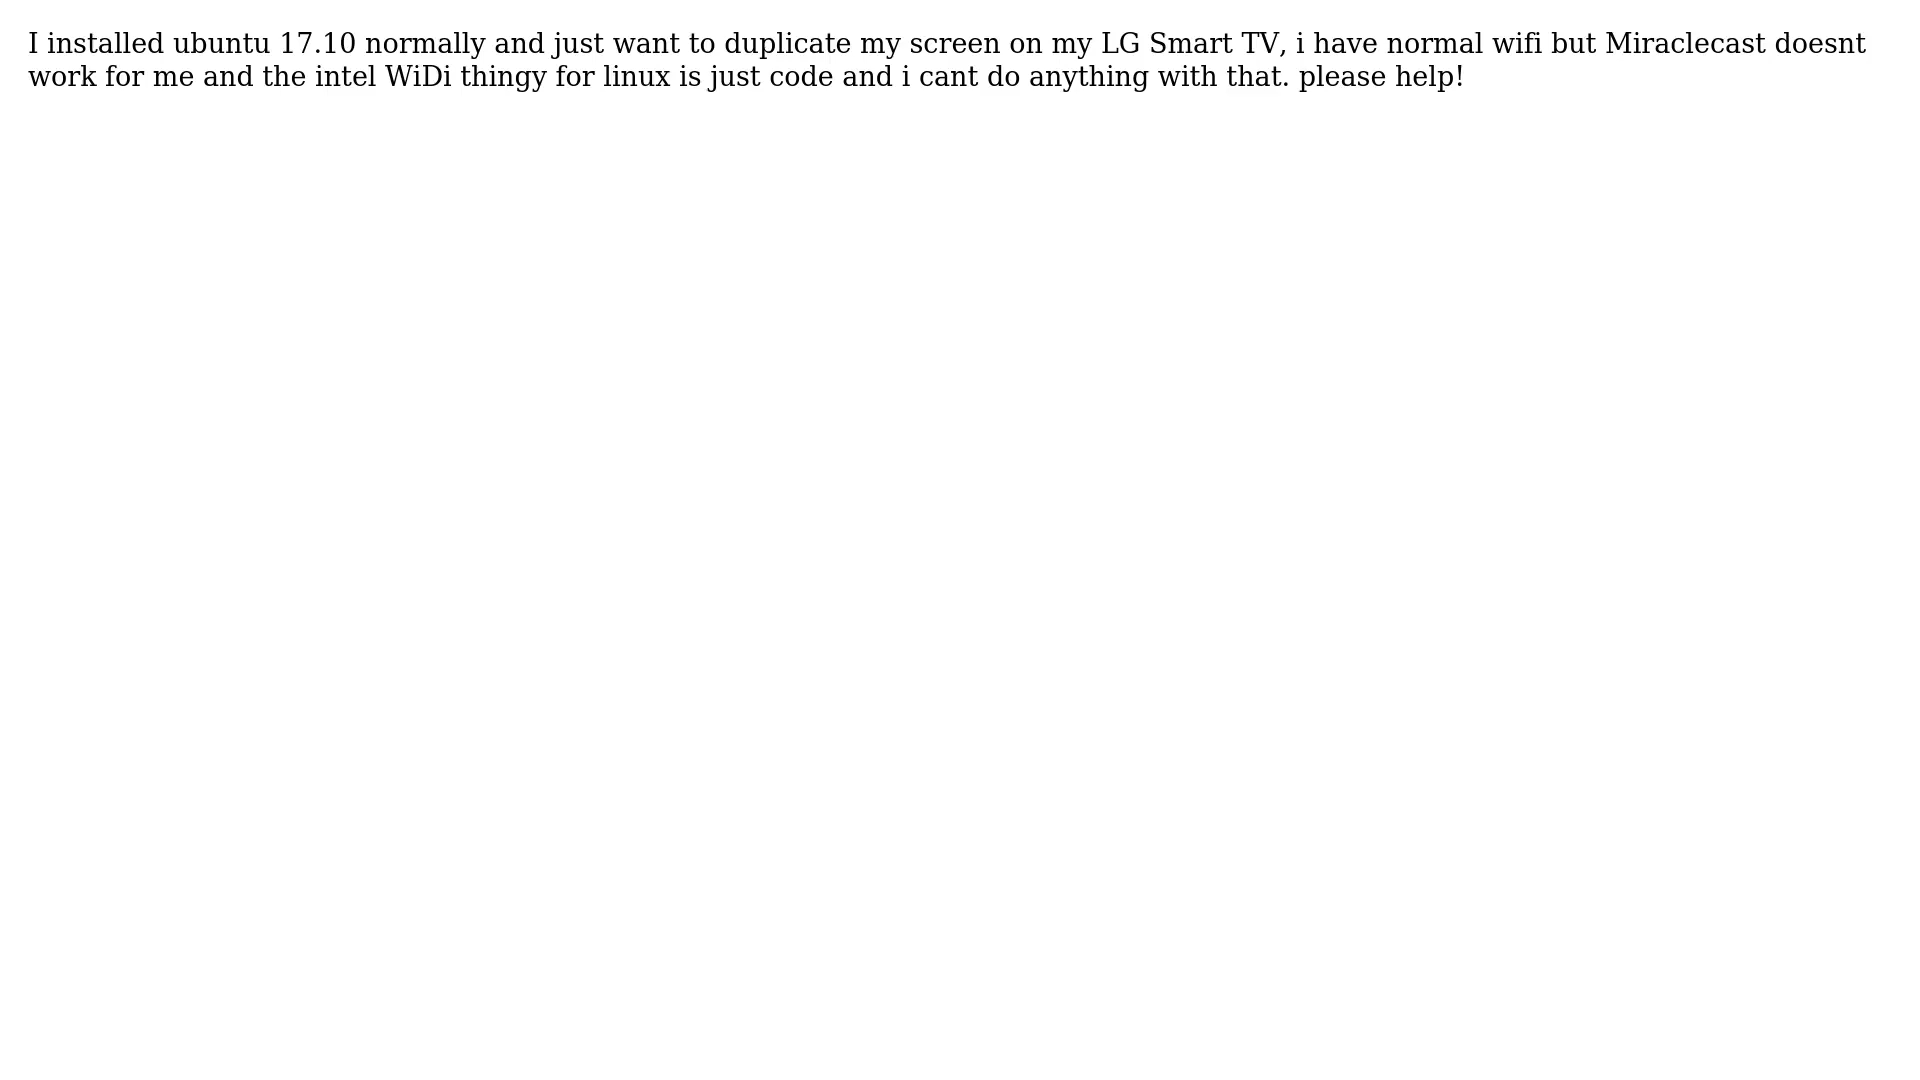 I installed ubuntu 17.10 normally and just want to duplicate my screen on my LG Smart TV, i have normal wifi but Miraclecast doesnt
work for me and the intel WiDi thingy for linux is just code and i cant do anything with that. please help!